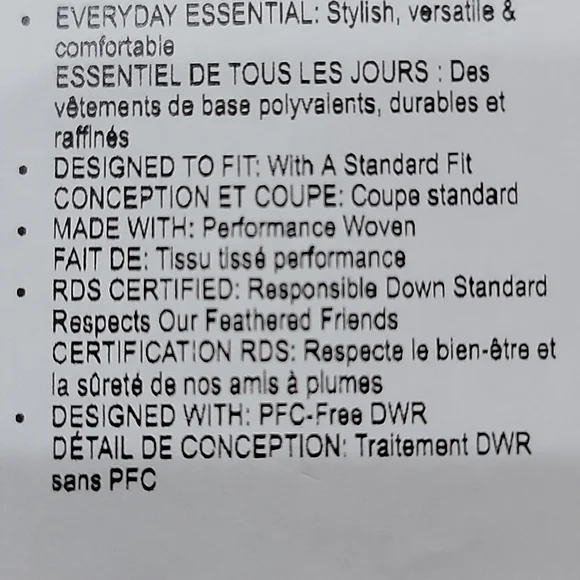 • EVERYDAY ESSENTIAL: Stylish, versatile &
comfortable
ESSENTIEL DE TOUS LES JOURS : Des
vêtements de base polyvalents, durables et
raffinés
• DESIGNED TO FIT: With A Standard Fit
CONCEPTION ET COUPE: Coupe standard
• MADE WITH: Performance Woven
FAIT DE: Tissu tissé performance
• RDS CERTIFIED: Responsible Down Standard
Respects Our Feathered Friends
CERTIFICATION RDS: Respecte le bien-être et
la sûreté de nos amis à plumes
• DESIGNED WITH: PFC-Free DWR
DÉTAIL DE CONCEPTION: Traitement DWR
sans PFC